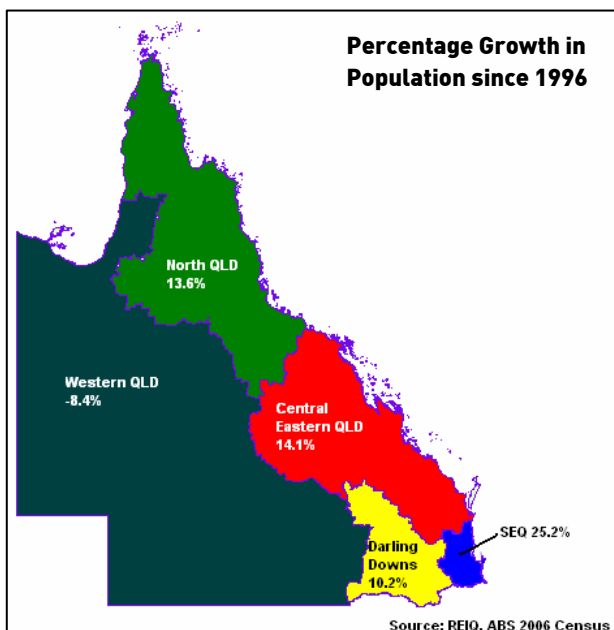 Percentage Growth in
Population since 1996
North QLD
13.6%
Western QLD
-8.4%
Central
Eastern QLD
14.1%
SEQ 25.2%
Darling
Downs
10.2%
Source: REIQ, ABS 2006 Census